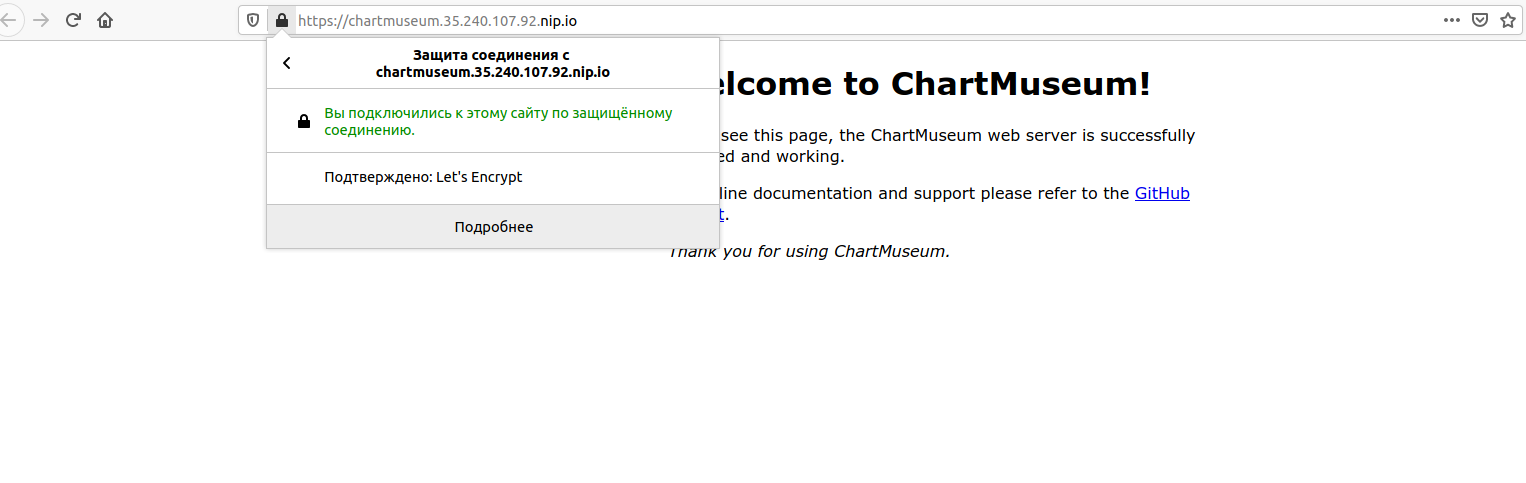 https://chartmuseum.35.240.107.92.nip.io
Защита соединения с
chartmuseum.35.240.107.92.nip.io
Вы подключились к этому сайту по защищённому
соединению.
Подтверждено: Let's Encrypt
Подробнее
elcome to ChartMuseum!
see this page, the ChartMuseum web server is successfully
ed and working.
line documentation and support please refer to the GitHub
t.
Thank you for using ChartMuseum.